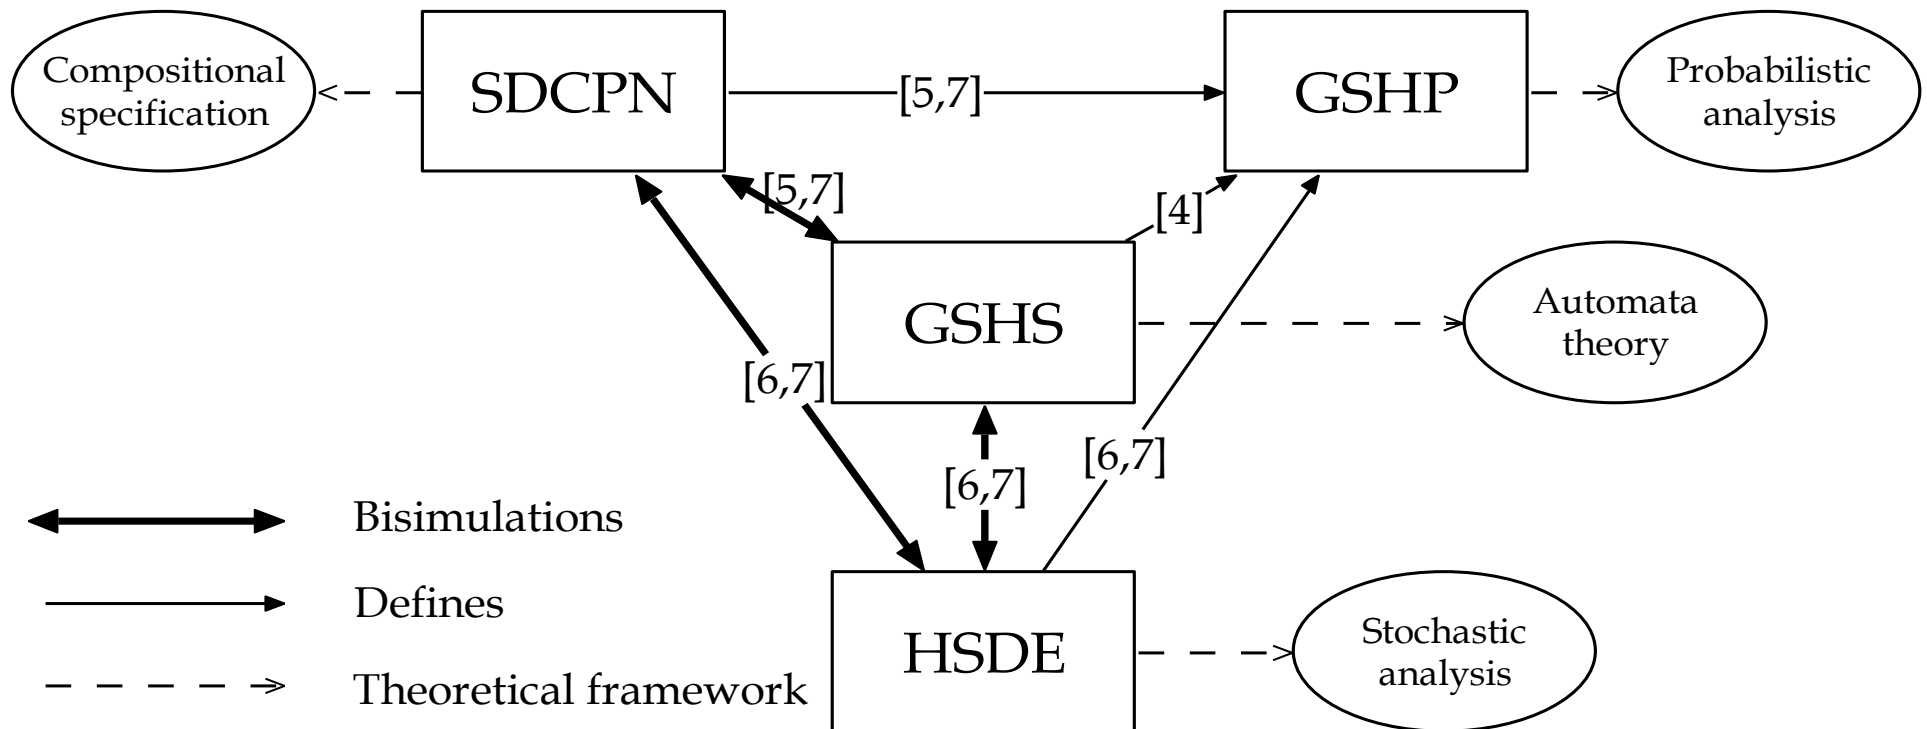 Compositional
specification
SDCPN
[5,7]
GSHP
Probabilistic
analysis
[5,7]
[4]
GSHS
Automata
theory
[6,7]
[6,7]
[6,7]
Bisimulations
Defines
Theoretical framework
HSDE
Stochastic
analysis